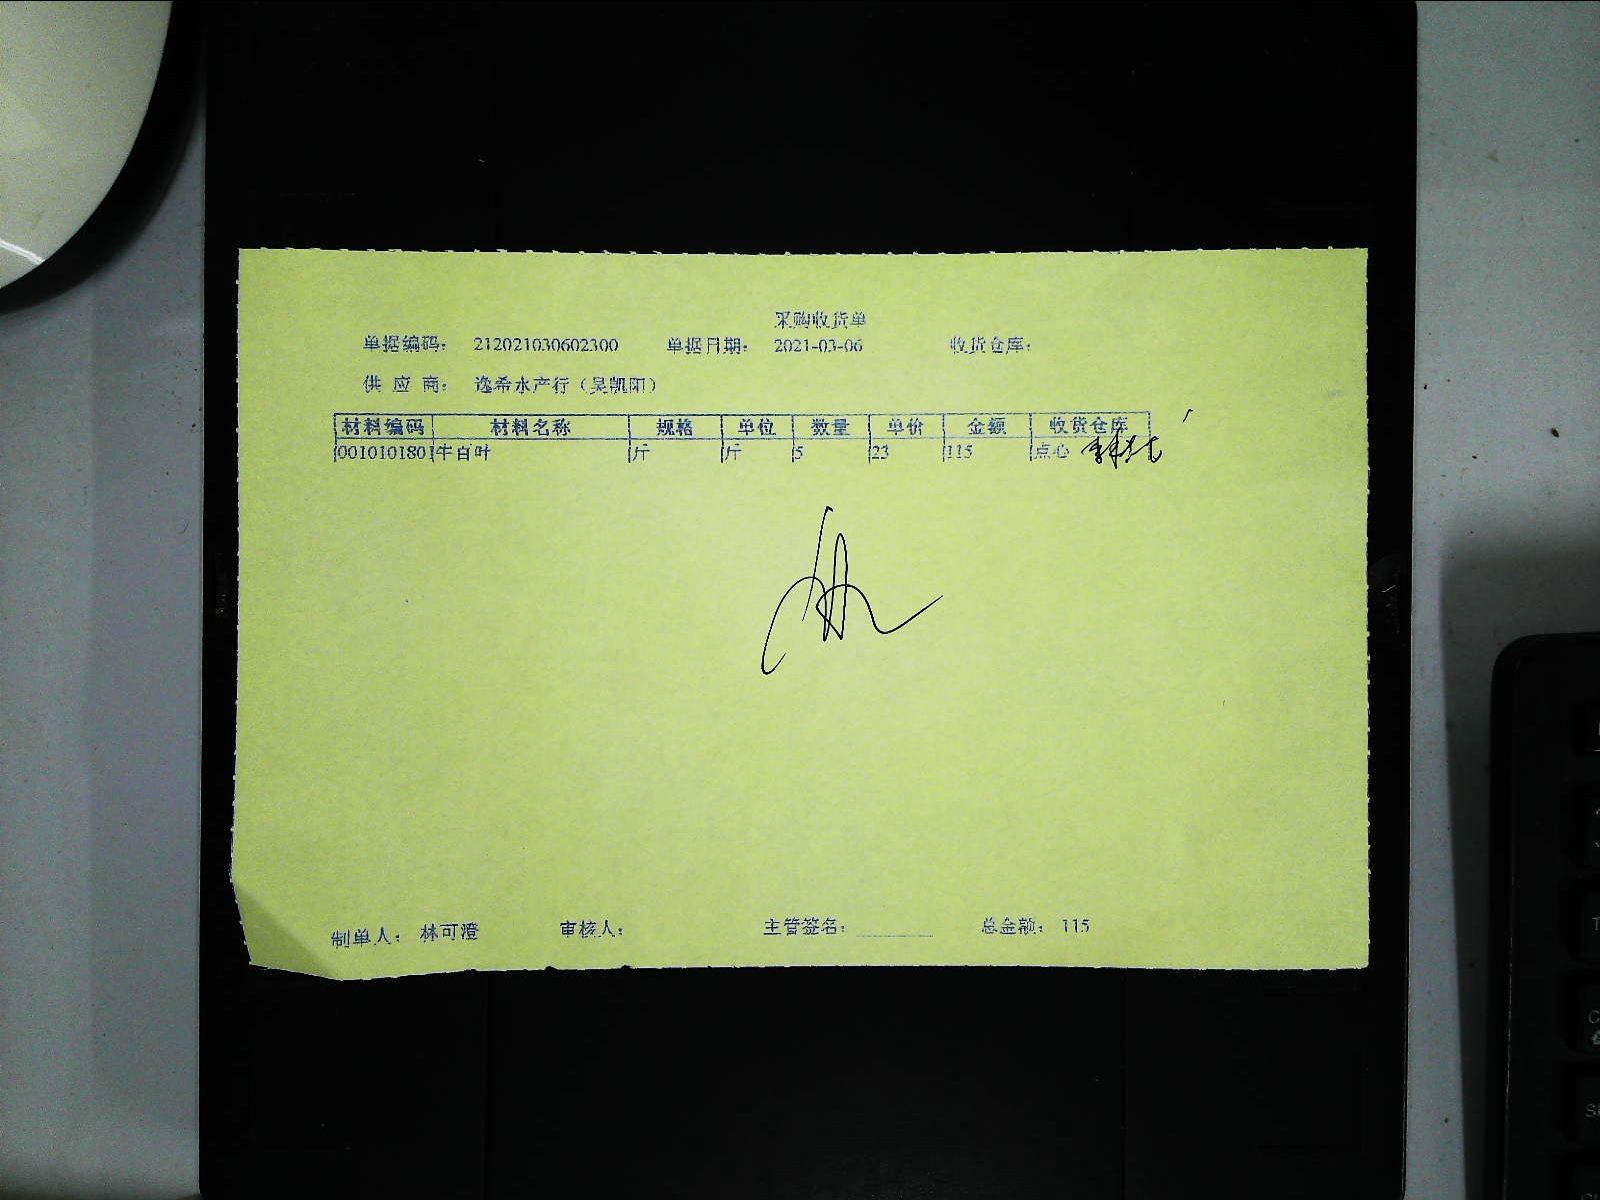 采购收货单
单据编码： 212021030602300 单据日期： 2021-03-06 收货仓库：
供 应 商： 逸希水产行（吴凯阳）
材料编码 材料名称 规格 单位 数量 单价 金额 收货仓库
0010101801 牛百叶 斤 斤 5 23 115 点心
制单人： 林可澄 审核人： 主管签名： 总金额： 115